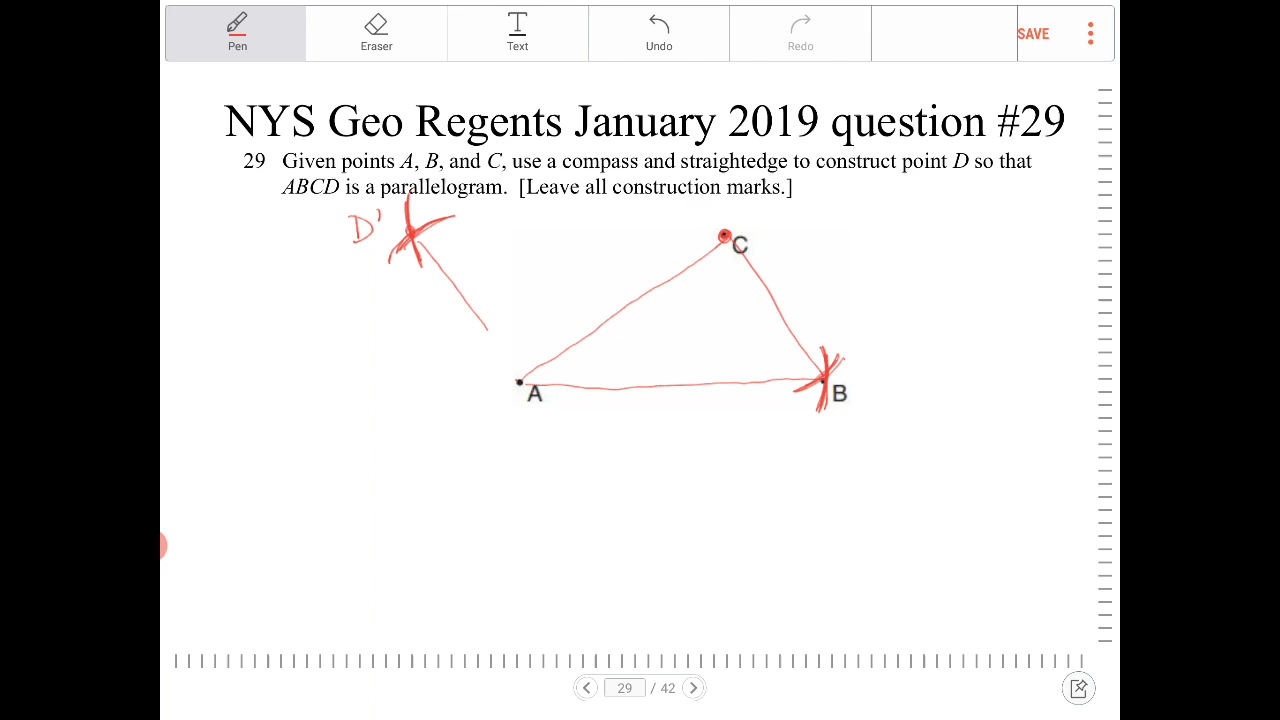 Pen
Eraser
Text
Undo
Redo
SAVE
NYS Geo Regents January 2019 question #29
29 Given points A, B, and C, use a compass and straightedge to construct point D so that
ABCD is a parallelogram. [Leave all construction marks.]
D'
C
A
B
29 / 42